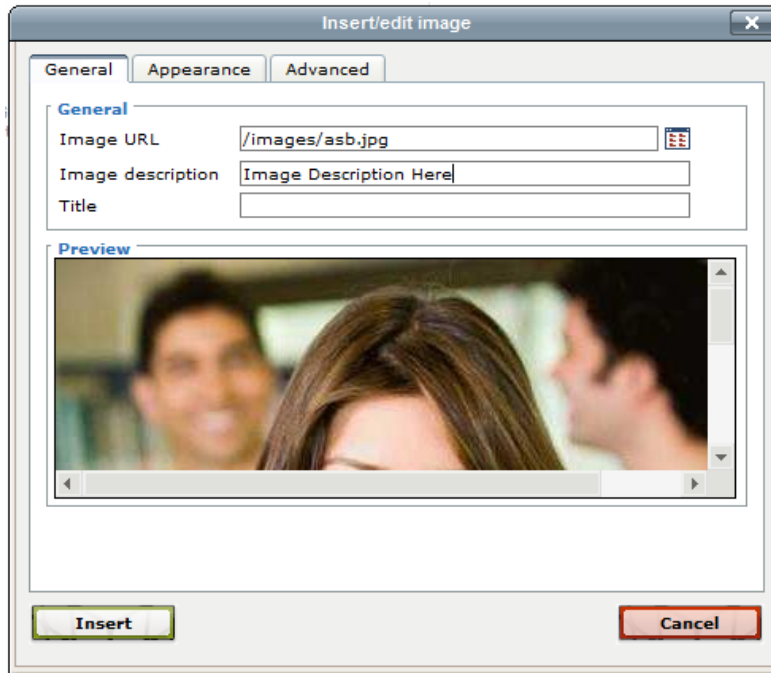 Insert/edit image
General Appearance Advanced
General
Image URL /images/asb.jpg
Image description Image Description Here
Title
Preview
Insert Cancel